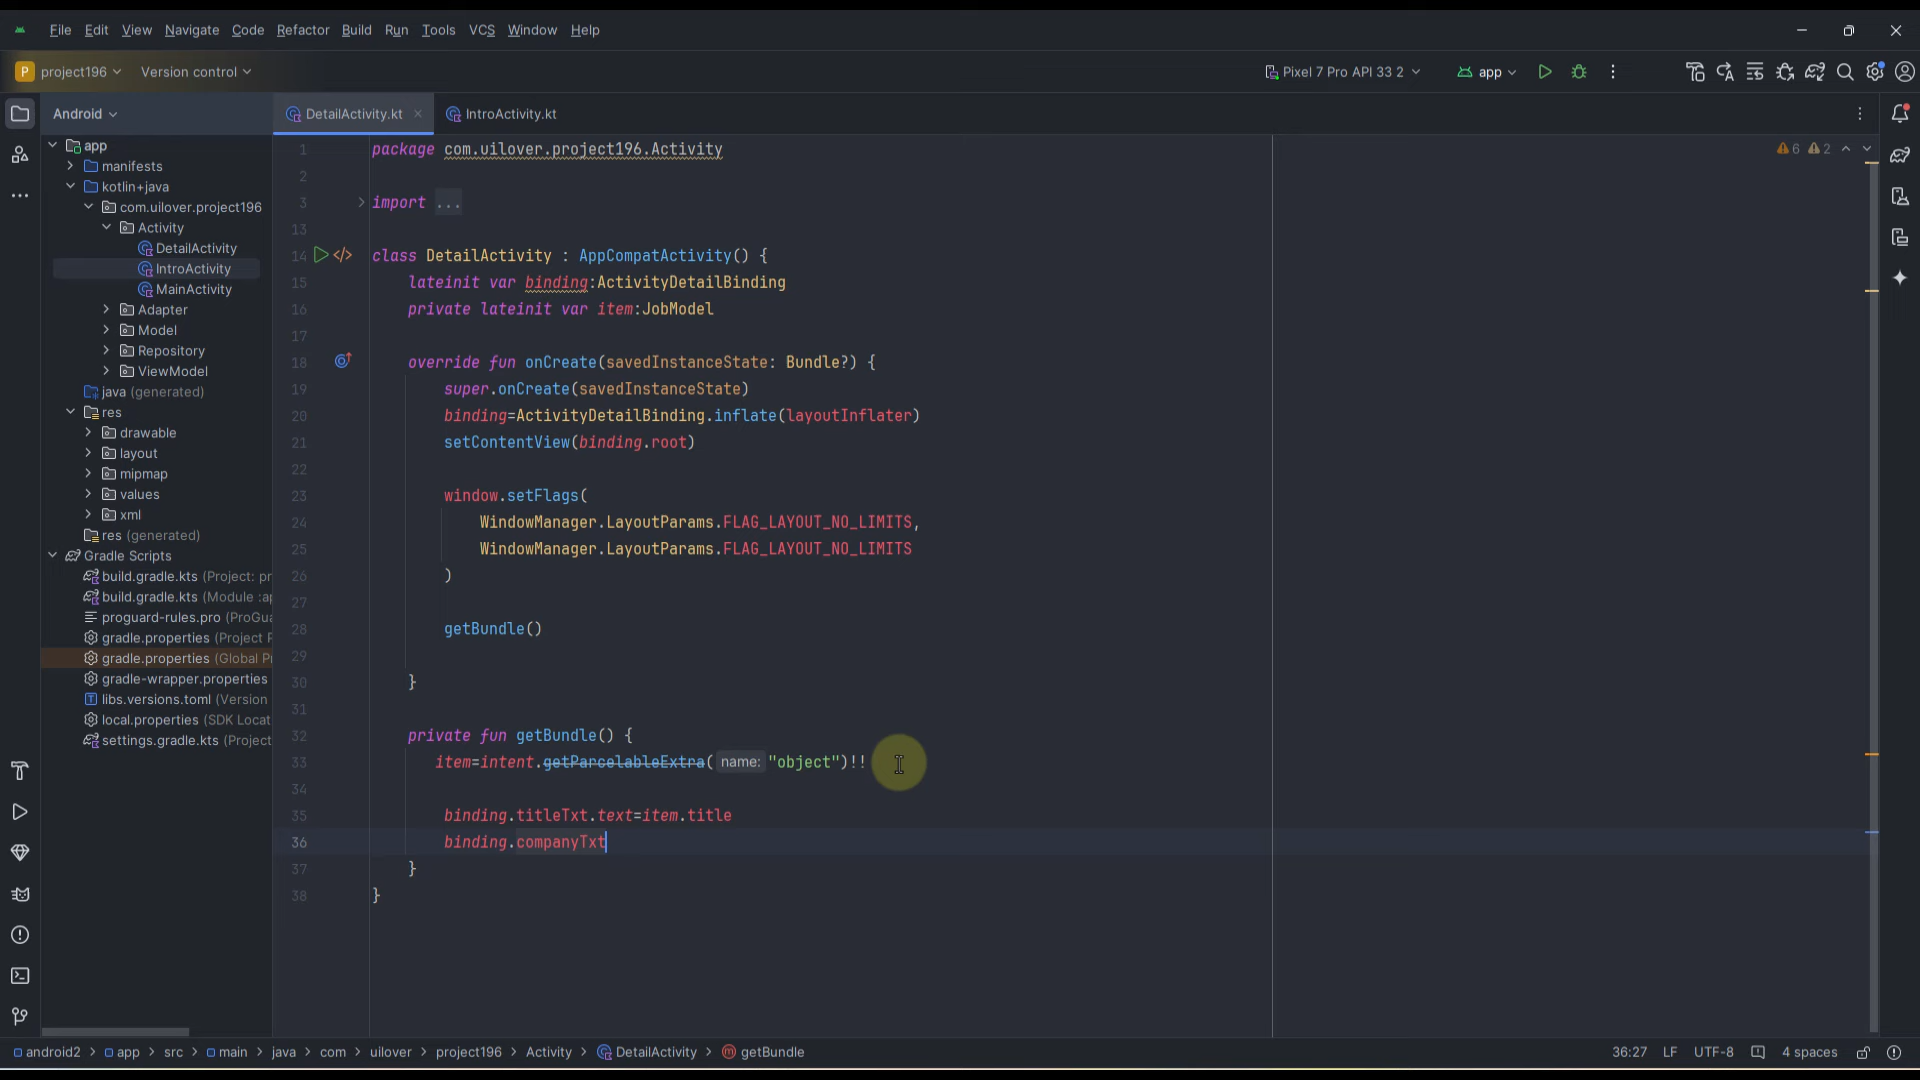 File Edit View Navigate Code Refactor Build Run Tools VCS Window Help
P project196 Version control Pixel 7 Pro API 33 2 app
Android DetailActivity.kt IntroActivity.kt
app
manifests
kotlin+java
com.uilover.project196
Activity
DetailActivity
IntroActivity
MainActivity
Adapter
Model
Repository
ViewModel
java (generated)
res
drawable
layout
mipmap
values
xml
res (generated)
Gradle Scripts
build.gradle.kts (Project: pr
build.gradle.kts (Module :ap
proguard-rules.pro (ProGua
gradle.properties (Project P
gradle.properties (Global P
gradle-wrapper.properties
libs.versions.toml (Version
local.properties (SDK Locat
settings.gradle.kts (Project
6 2
1 package com.uilover.project196.Activity
2
3 import ...
13
14 class DetailActivity : AppCompatActivity() {
15 lateinit var binding:ActivityDetailBinding
16 private lateinit var item:JobModel
17
18 override fun onCreate(savedInstanceState: Bundle?) {
19 super.onCreate(savedInstanceState)
20 binding=ActivityDetailBinding.inflate(layoutInflater)
21 setContentView(binding.root)
22
23 window.setFlags(
24 WindowManager.LayoutParams.FLAG_LAYOUT_NO_LIMITS,
25 WindowManager.LayoutParams.FLAG_LAYOUT_NO_LIMITS
26 )
27
28 getBundle()
29
30 }
31
32 private fun getBundle() {
33 item=intent.getParcelableExtra( name: "object")!!
34
35 binding.titleTxt.text=item.title
36 binding.companyTxt
37 }
38 }
android2 > app > src > main > java > com > uilover > project196 > Activity > DetailActivity > getBundle 36:27 LF UTF-8 4 spaces